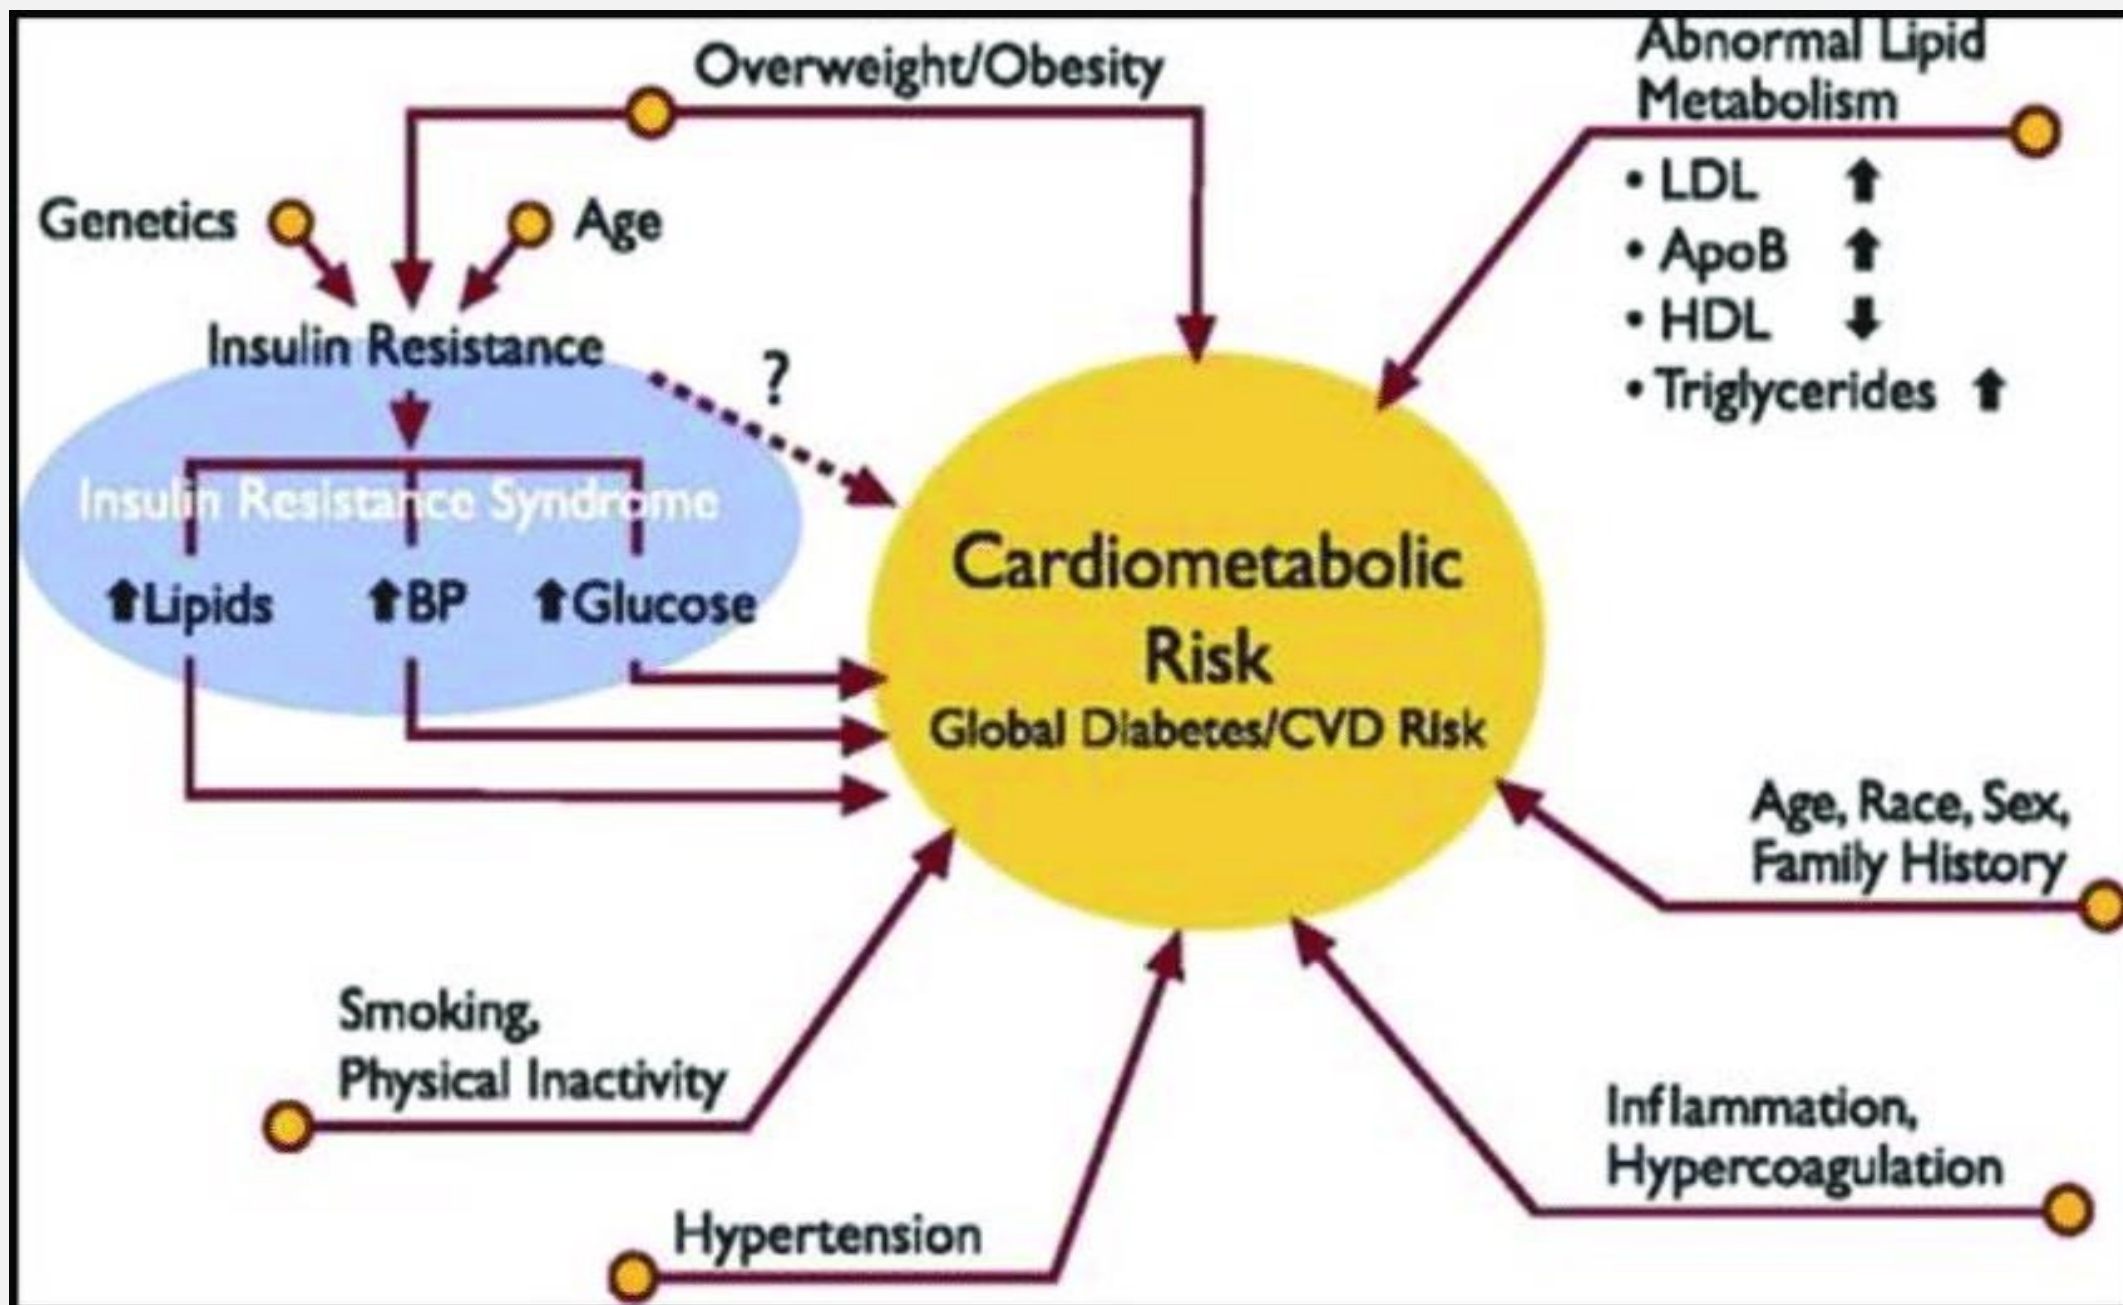 Overweight/Obesity
Abnormal Lipid
Metabolism
• LDL ⬆
• ApoB ⬆
• HDL ⬇
• Triglycerides ⬆
Genetics
Age
Insulin Resistance
?
Insulin Resistance Syndrome
⬆Lipids ⬆BP ⬆Glucose
Cardiometabolic
Risk
Global Diabetes/CVD Risk
Age, Race, Sex,
Family History
Smoking,
Physical Inactivity
Inflammation,
Hypercoagulation
Hypertension